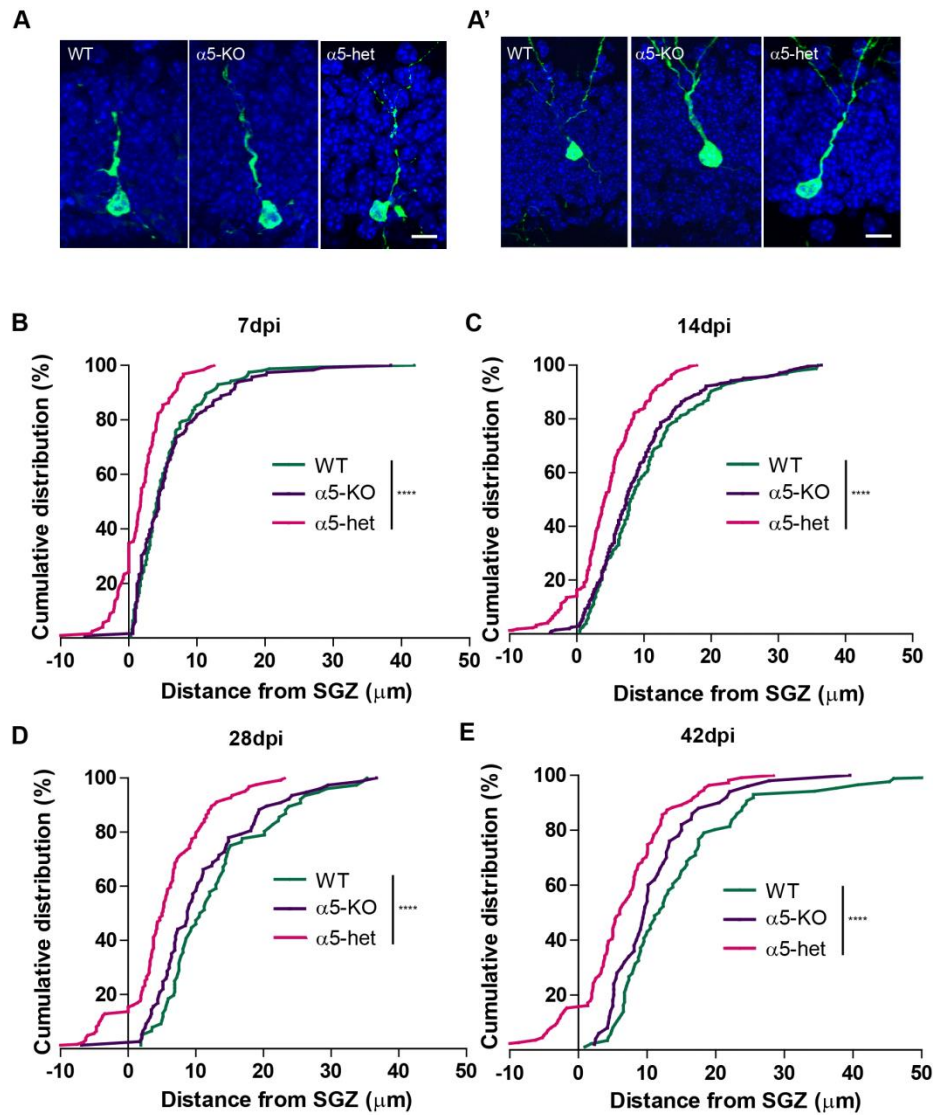 A
A'
WT
α5-KO
α5-het
WT
α5-KO
α5-het
B
7dpi
Cumulative distribution (%)
100
80
60
40
20
-10 0 10 20 30 40 50
Distance from SGZ (μm)
WT
α5-KO
α5-het
****
C
14dpi
Cumulative distribution (%)
100
80
60
40
20
-10 0 10 20 30 40 50
Distance from SGZ (μm)
WT
α5-KO
α5-het
****
D
28dpi
Cumulative distribution (%)
100
80
60
40
20
-10 0 10 20 30 40 50
Distance from SGZ (μm)
WT
α5-KO
α5-het
****
E
42dpi
Cumulative distribution (%)
100
80
60
40
20
-10 0 10 20 30 40 50
Distance from SGZ (μm)
WT
α5-KO
α5-het
****